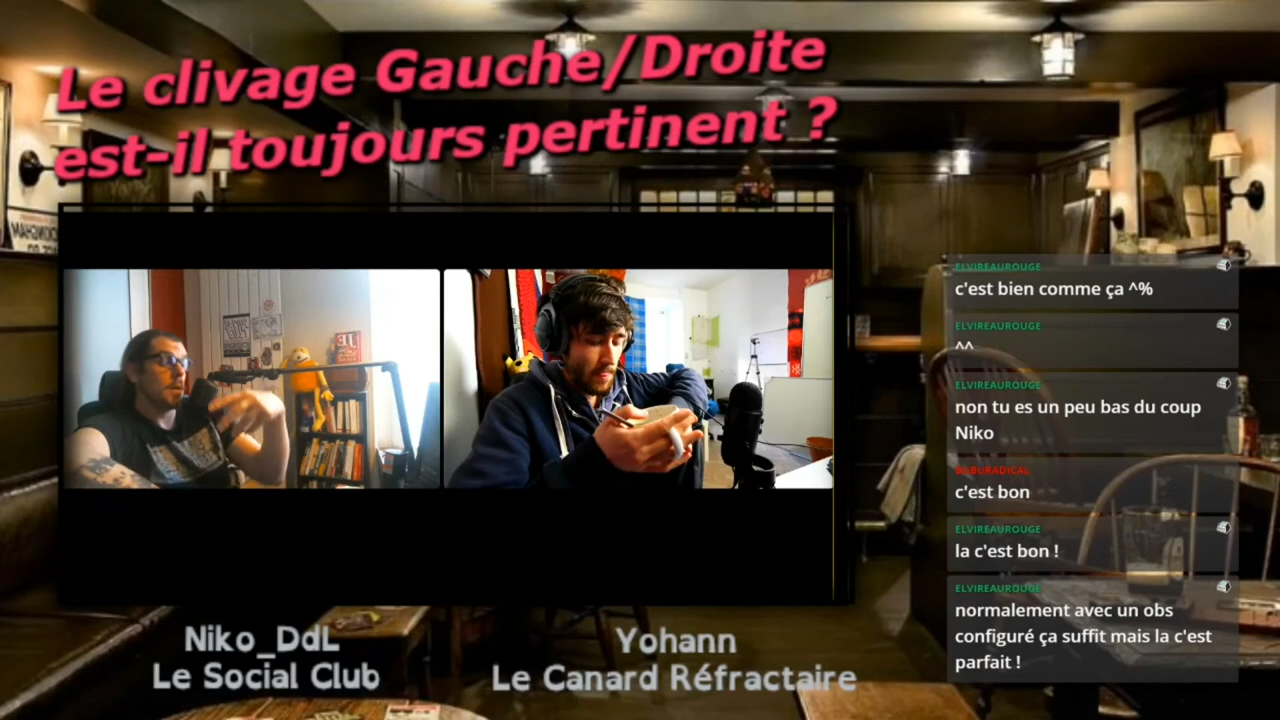 Le clivage Gauche/Droite
est-il toujours pertinent ?
ELVIREAUROUGE
c'est bien comme ça ^%
ELVIREAUROUGE
^^
ELVIREAUROUGE
non tu es un peu bas du coup
Niko
c'est bon
ELVIREAUROUGE
la c'est bon !
ELVIREAUROUGE
normalement avec un obs
configuré ça suffit mais la c'est
parfait !
Niko_DdL
Le Social Club
Yohann
Le Canard Réfractaire